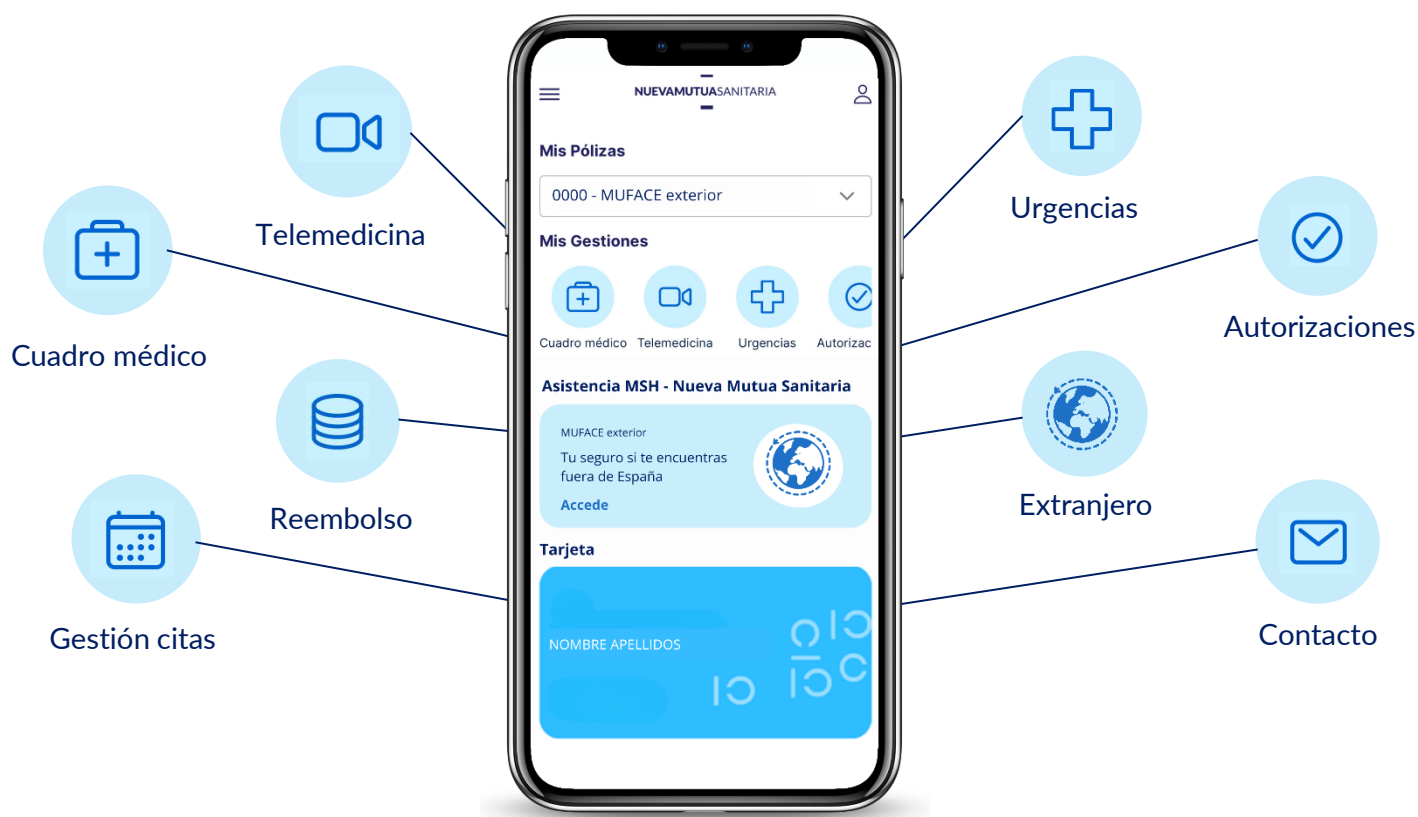 Telemedicina
Cuadro médico
Reembolso
Gestión citas
NUEVAMUTUASANITARIA
Mis Pólizas
0000 - MUFACE exterior
Mis Gestiones
Cuadro médico Telemedicina Urgencias Autorizac
Asistencia MSH - Nueva Mutua Sanitaria
MUFACE exterior
Tu seguro si te encuentras
fuera de España
Accede
Tarjeta
NOMBRE APELLIDOS
Urgencias
Autorizaciones
Extranjero
Contacto